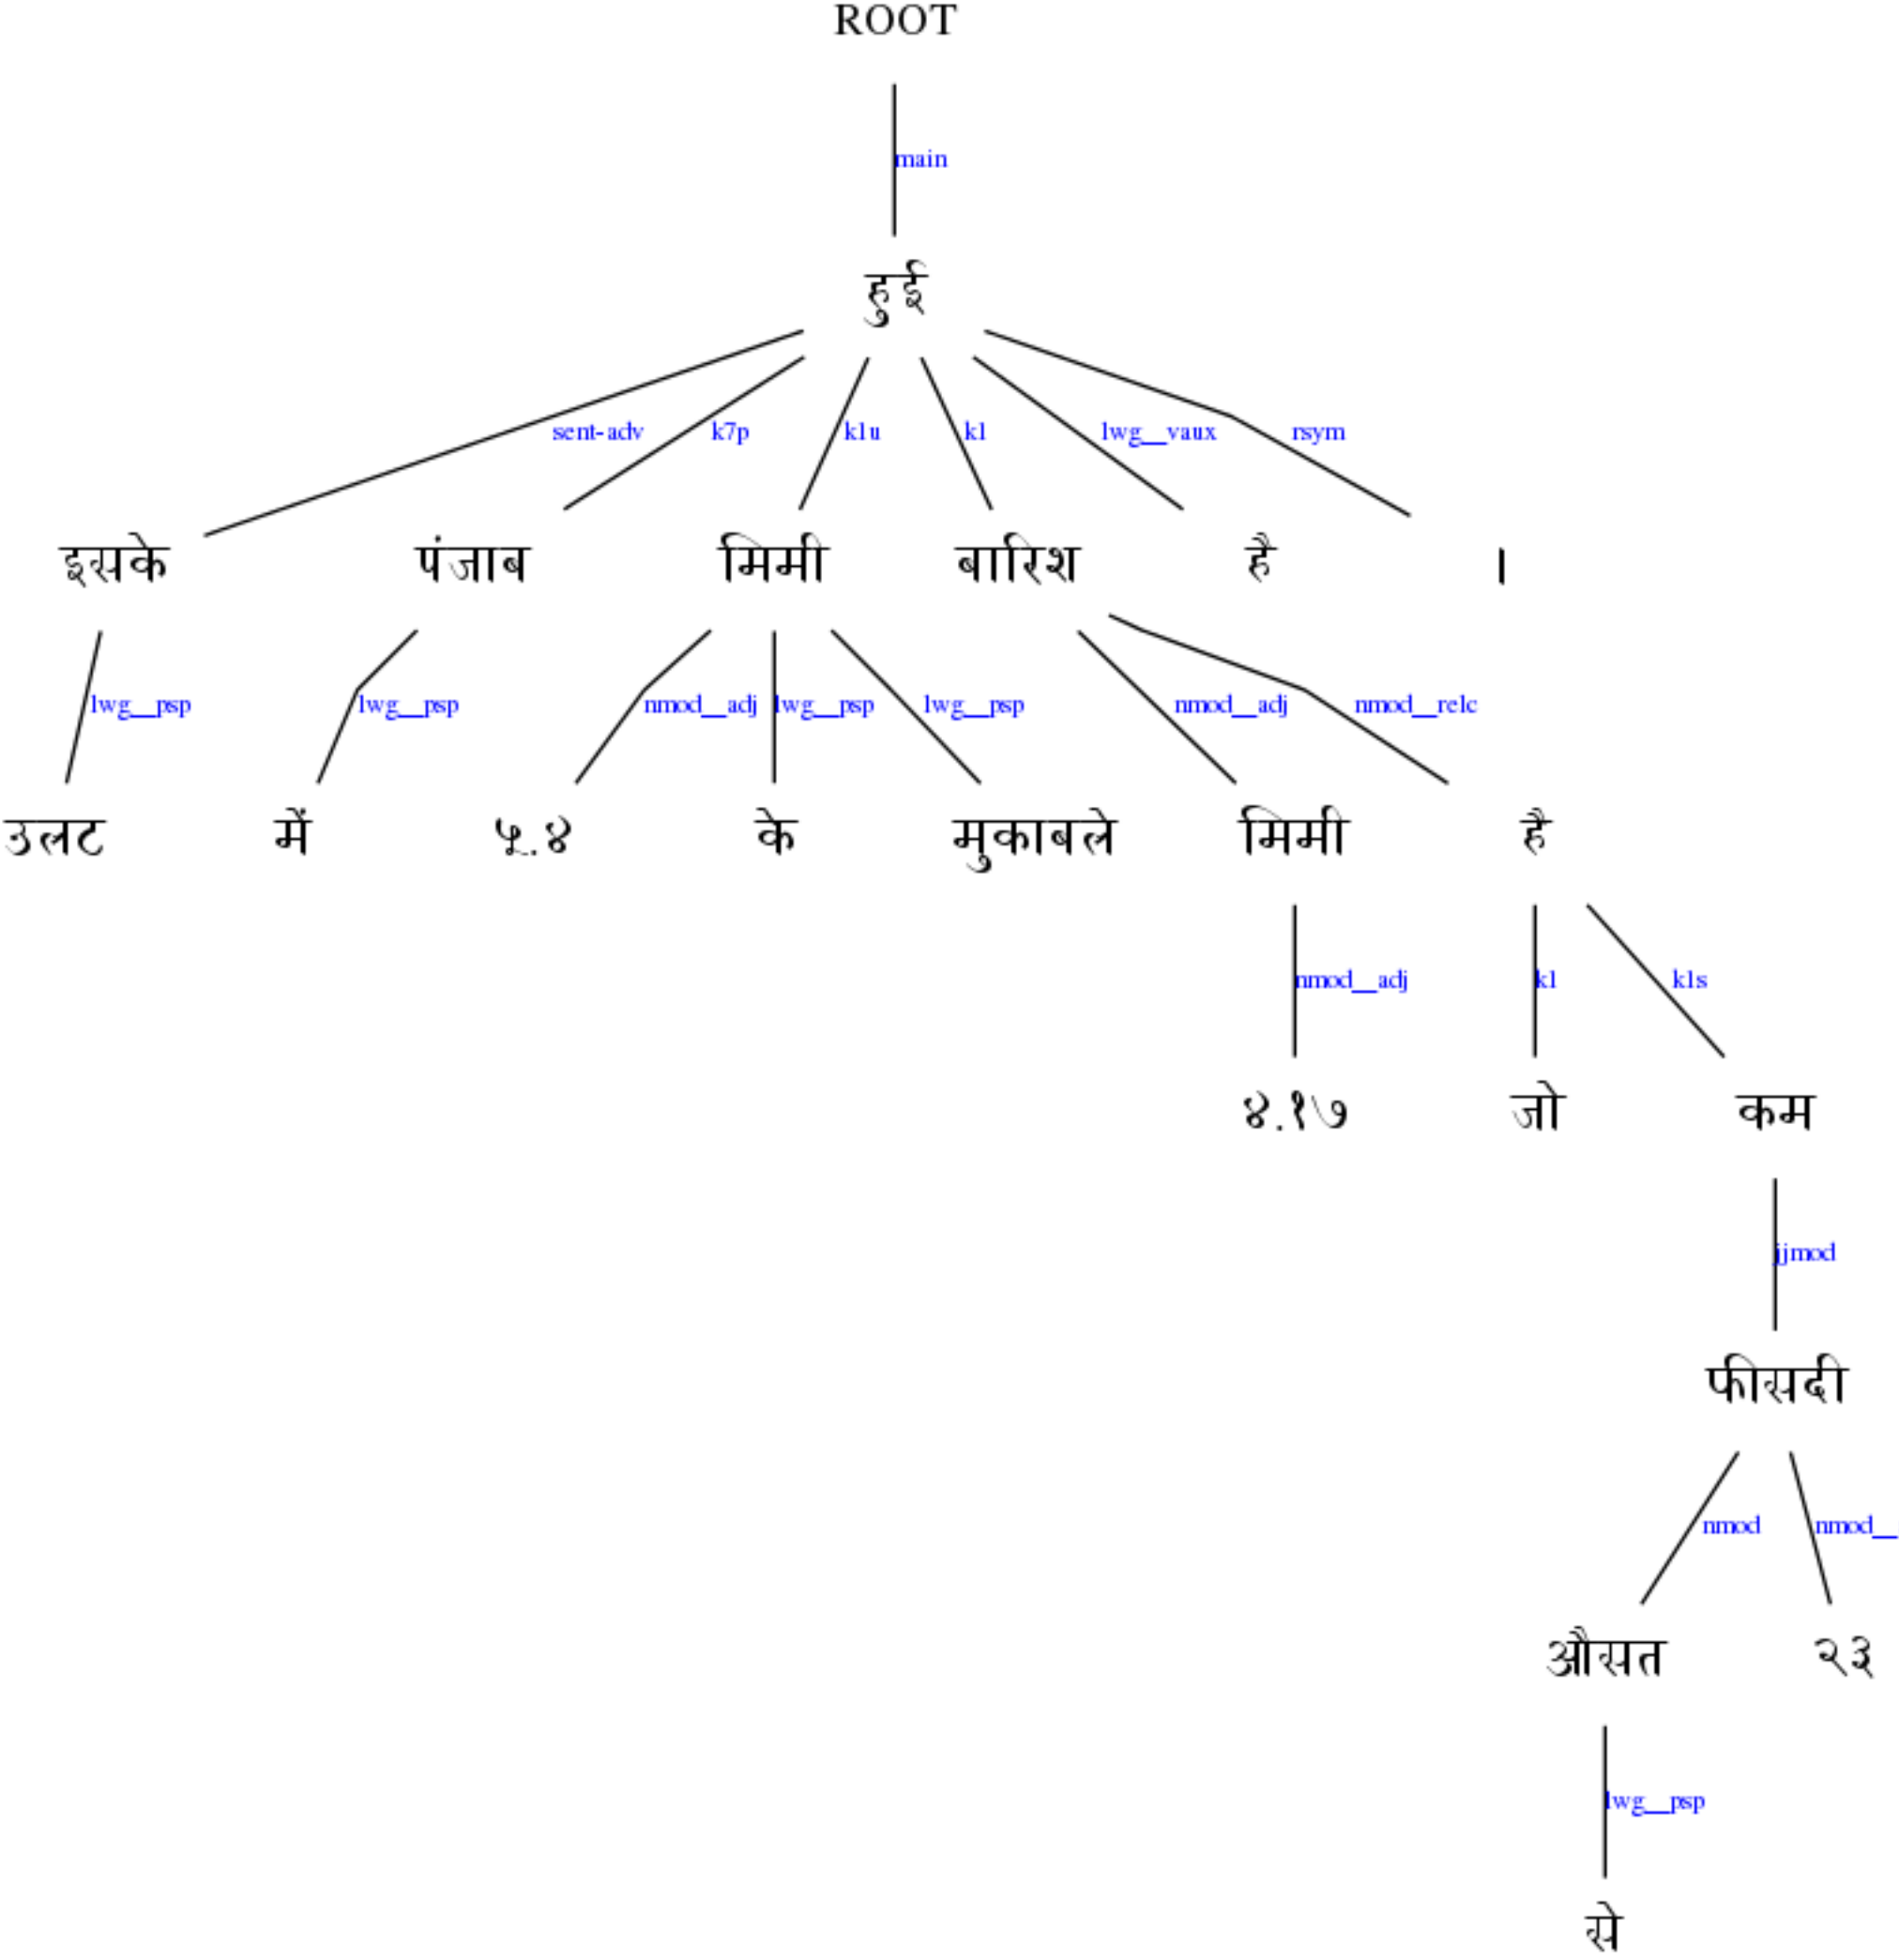 ROOT
main
हुई
sent-adv k7p k1u k1 lwg__vaux rsym
इसके पंजाब मिमी बारिश है ।
lwg__psp lwg__psp nmod__adj lwg__psp lwg__psp nmod__adj nmod__relc
उलट में ५.४ के मुकाबले मिमी है
nmod__adj k1 k1s
४.१७ जो कम
jjmod
फीसदी
nmod nmod__
औसत २३
lwg__psp
से